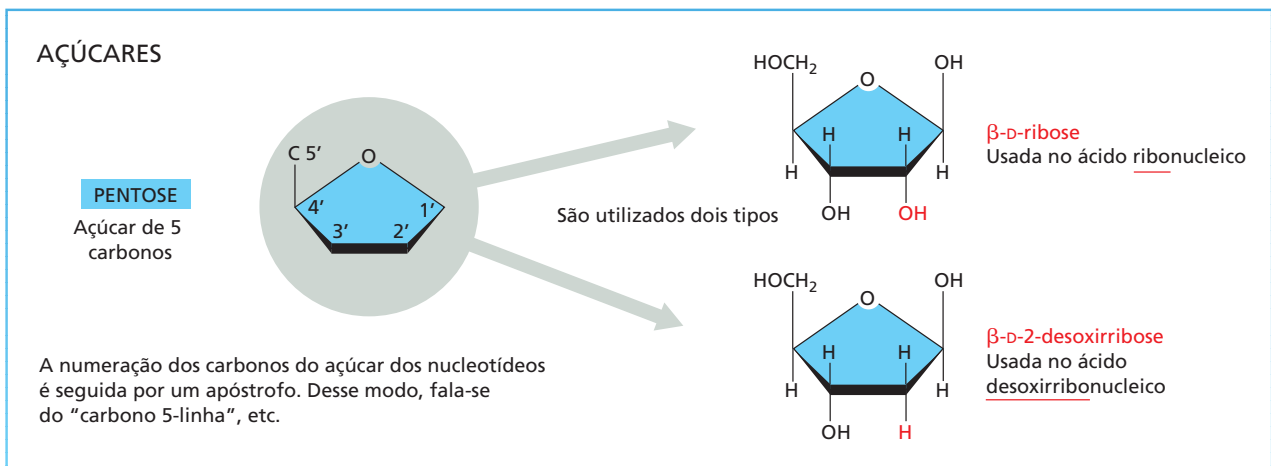 AÇÚCARES
PENTOSE
Açúcar de 5
carbonos
C 5’
O
4’
1’
3’
2’
São utilizados dois tipos
HOCH₂
OH
O
H
H
H
H
OH
OH
β-D-ribose
Usada no ácido ribonucleico
HOCH₂
OH
O
H
H
H
H
OH
H
β-D-2-desoxirribose
Usada no ácido
desoxirribonucleico
A numeração dos carbonos do açúcar dos nucleotídeos
é seguida por um apóstrofo. Desse modo, fala-se
do “carbono 5-linha”, etc.